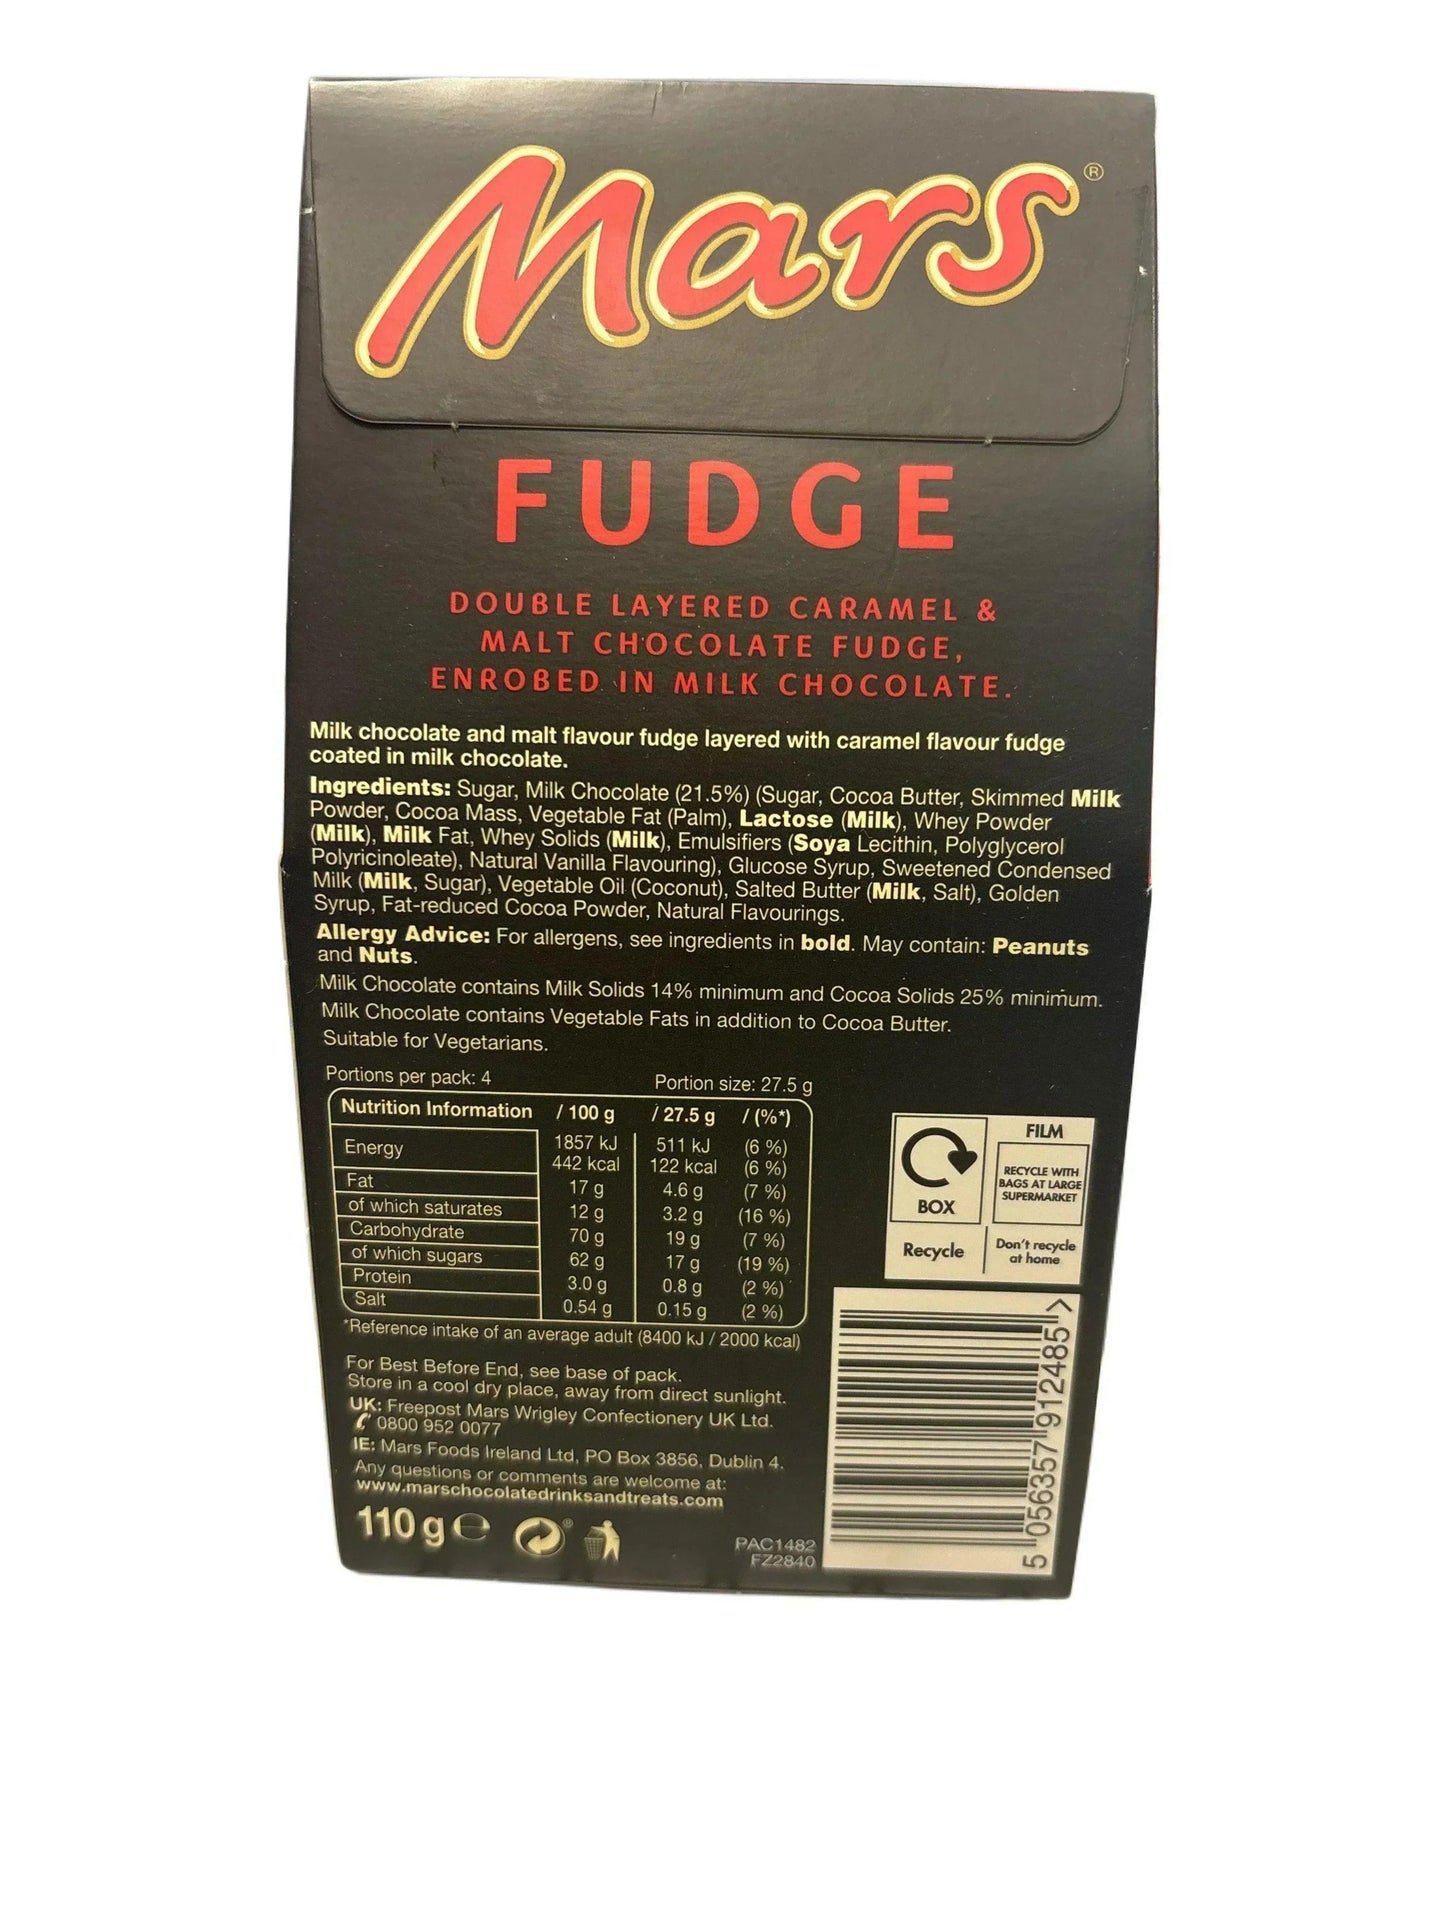 Mars®
FUDGE
DOUBLE LAYERED CARAMEL &
MALT CHOCOLATE FUDGE,
ENROBED IN MILK CHOCOLATE.
Milk chocolate and malt flavour fudge layered with caramel flavour fudge
coated in milk chocolate.
Ingredients: Sugar, Milk Chocolate (21.5%) (Sugar, Cocoa Butter, Skimmed Milk
Powder, Cocoa Mass, Vegetable Fat (Palm), Lactose (Milk), Whey Powder
(Milk), Milk Fat, Whey Solids (Milk), Emulsifiers (Soya Lecithin, Polyglycerol
Polyricinoleate), Natural Vanilla Flavouring), Glucose Syrup, Sweetened Condensed
Milk (Milk, Sugar), Vegetable Oil (Coconut), Salted Butter (Milk, Salt), Golden
Syrup, Fat-reduced Cocoa Powder, Natural Flavourings.
Allergy Advice: For allergens, see ingredients in bold. May contain: Peanuts
and Nuts.
Milk Chocolate contains Milk Solids 14% minimum and Cocoa Solids 25% minimum.
Milk Chocolate contains Vegetable Fats in addition to Cocoa Butter.
Suitable for Vegetarians.
Portions per pack: 4 Portion size: 27.5 g
Nutrition Information / 100 g / 27.5 g / (%*)
Energy 1857 kJ 511 kJ (6 %)
442 kcal 122 kcal (6 %)
Fat 17 g 4.6 g (7 %)
of which saturates 12 g 3.2 g (16 %)
Carbohydrate 70 g 19 g (7 %)
of which sugars 62 g 17 g (19 %)
Protein 3.0 g 0.8 g (2 %)
Salt 0.54 g 0.15 g (2 %)
*Reference intake of an average adult (8400 kJ / 2000 kcal)
FILM
RECYCLE WITH
BAGS AT LARGE
SUPERMARKET
BOX
Recycle
Don't recycle
at home
For Best Before End, see base of pack.
Store in a cool dry place, away from direct sunlight.
UK: Freepost Mars Wrigley Confectionery UK Ltd.
0800 952 0077
IE: Mars Foods Ireland Ltd, PO Box 3856, Dublin 4.
Any questions or comments are welcome at:
www.marschocolatedrinksandtreats.com
110 g e ®
PAC1482
FZ2840
5 056357 912485 >